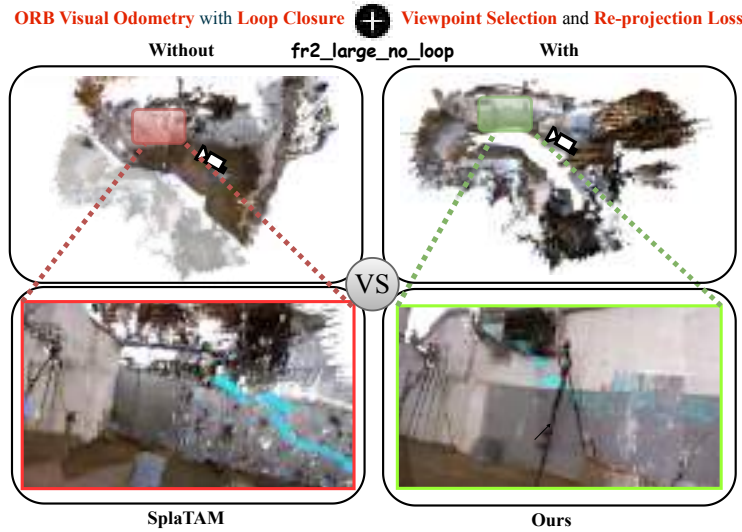 ORB Visual Odometry with Loop Closure Viewpoint Selection and Re-projection Loss
Without fr2_large_no_loop With
VS
SplaTAM Ours